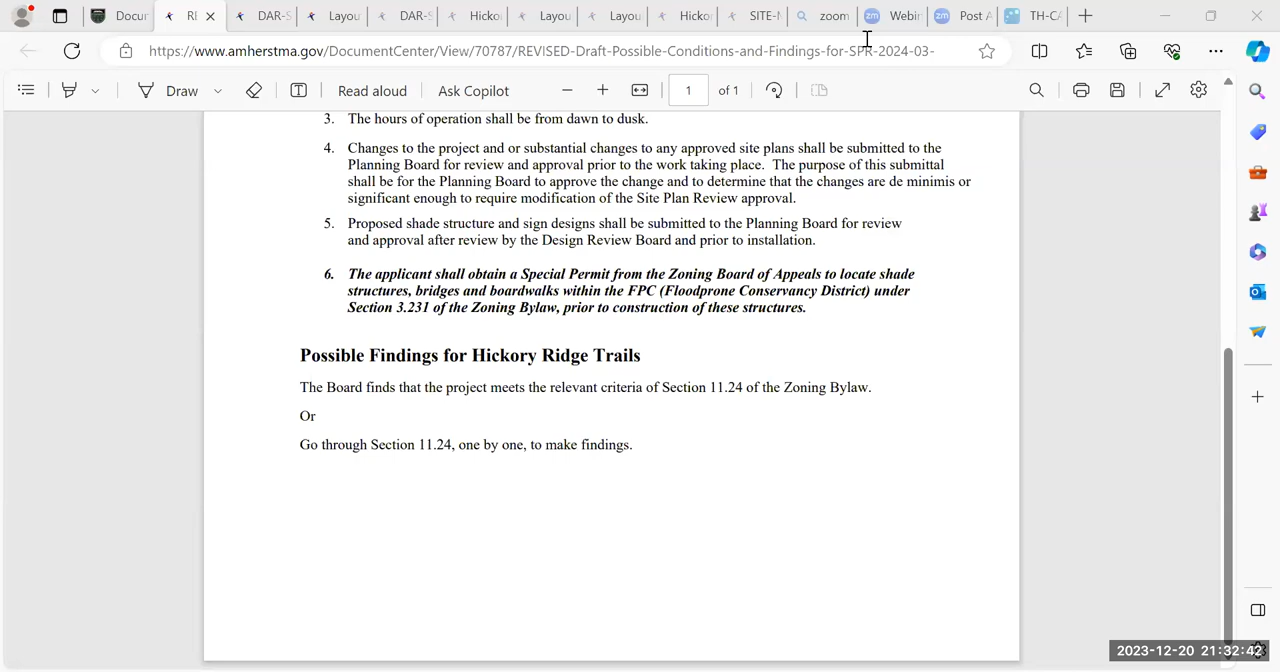 Docur
RE
DAR-S
Layou
DAR-S
Hicko
Layou
Layou
Hicko
SITE-N
zoom
Webir
Post A
TH-CA
https://www.amherstma.gov/DocumentCenter/View/70787/REVISED-Draft-Possible-Conditions-and-Findings-for-SPR-2024-03-
Draw
Read aloud
Ask Copilot
1
of 1
3. The hours of operation shall be from dawn to dusk.
4. Changes to the project and or substantial changes to any approved site plans shall be submitted to the
Planning Board for review and approval prior to the work taking place. The purpose of this submittal
shall be for the Planning Board to approve the change and to determine that the changes are de minimis or
significant enough to require modification of the Site Plan Review approval.
5. Proposed shade structure and sign designs shall be submitted to the Planning Board for review
and approval after review by the Design Review Board and prior to installation.
6. The applicant shall obtain a Special Permit from the Zoning Board of Appeals to locate shade
structures, bridges and boardwalks within the FPC (Floodprone Conservancy District) under
Section 3.231 of the Zoning Bylaw, prior to construction of these structures.
Possible Findings for Hickory Ridge Trails
The Board finds that the project meets the relevant criteria of Section 11.24 of the Zoning Bylaw.
Or
Go through Section 11.24, one by one, to make findings.
2023-12-20 21:32:42